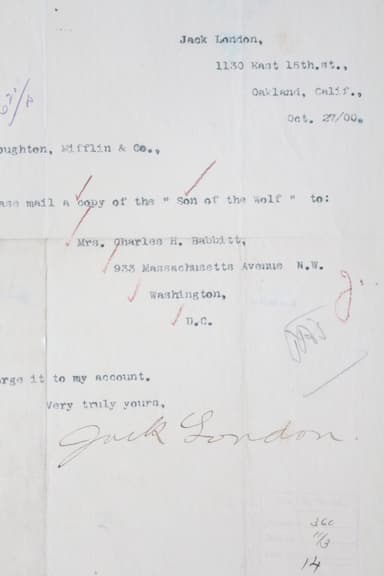 Jack London,
1130 East 15th.st.,
Oakland, Calif.,
Oct. 27/00.
oughton, Mifflin & Co.,
ase mail a copy of the " Son of the Wolf " to:
Mrs. Charles H. Babbitt,
933 Massachusetts Avenue N.W.
Washington,
D.C.
arge it to my account.
Very truly yours,
Jack London.
360
14